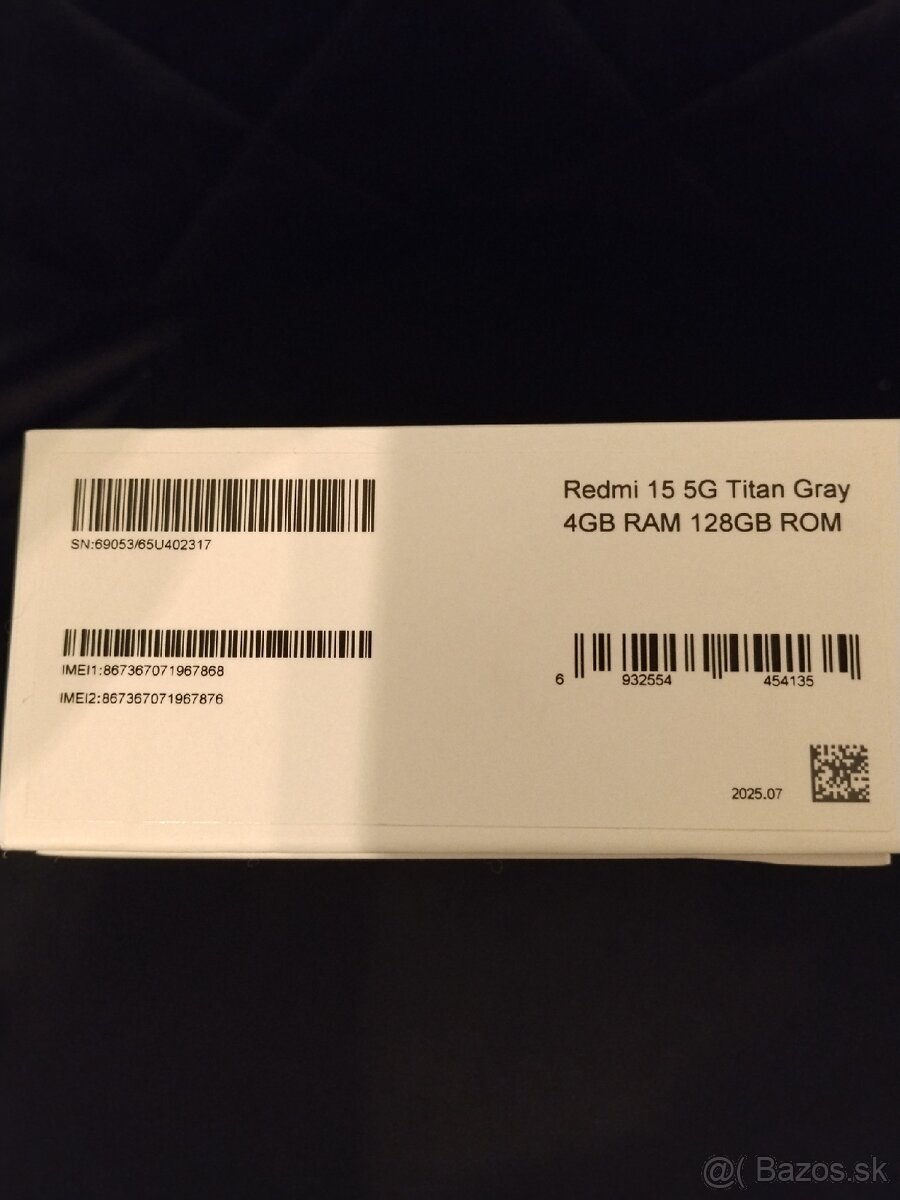 Redmi 15 5G Titan Gray
4GB RAM 128GB ROM
SN:69053/65U402317
IMEI1:867367071967868
IMEI2:867367071967876
6 932554 454135
2025.07
@( Bazos.sk